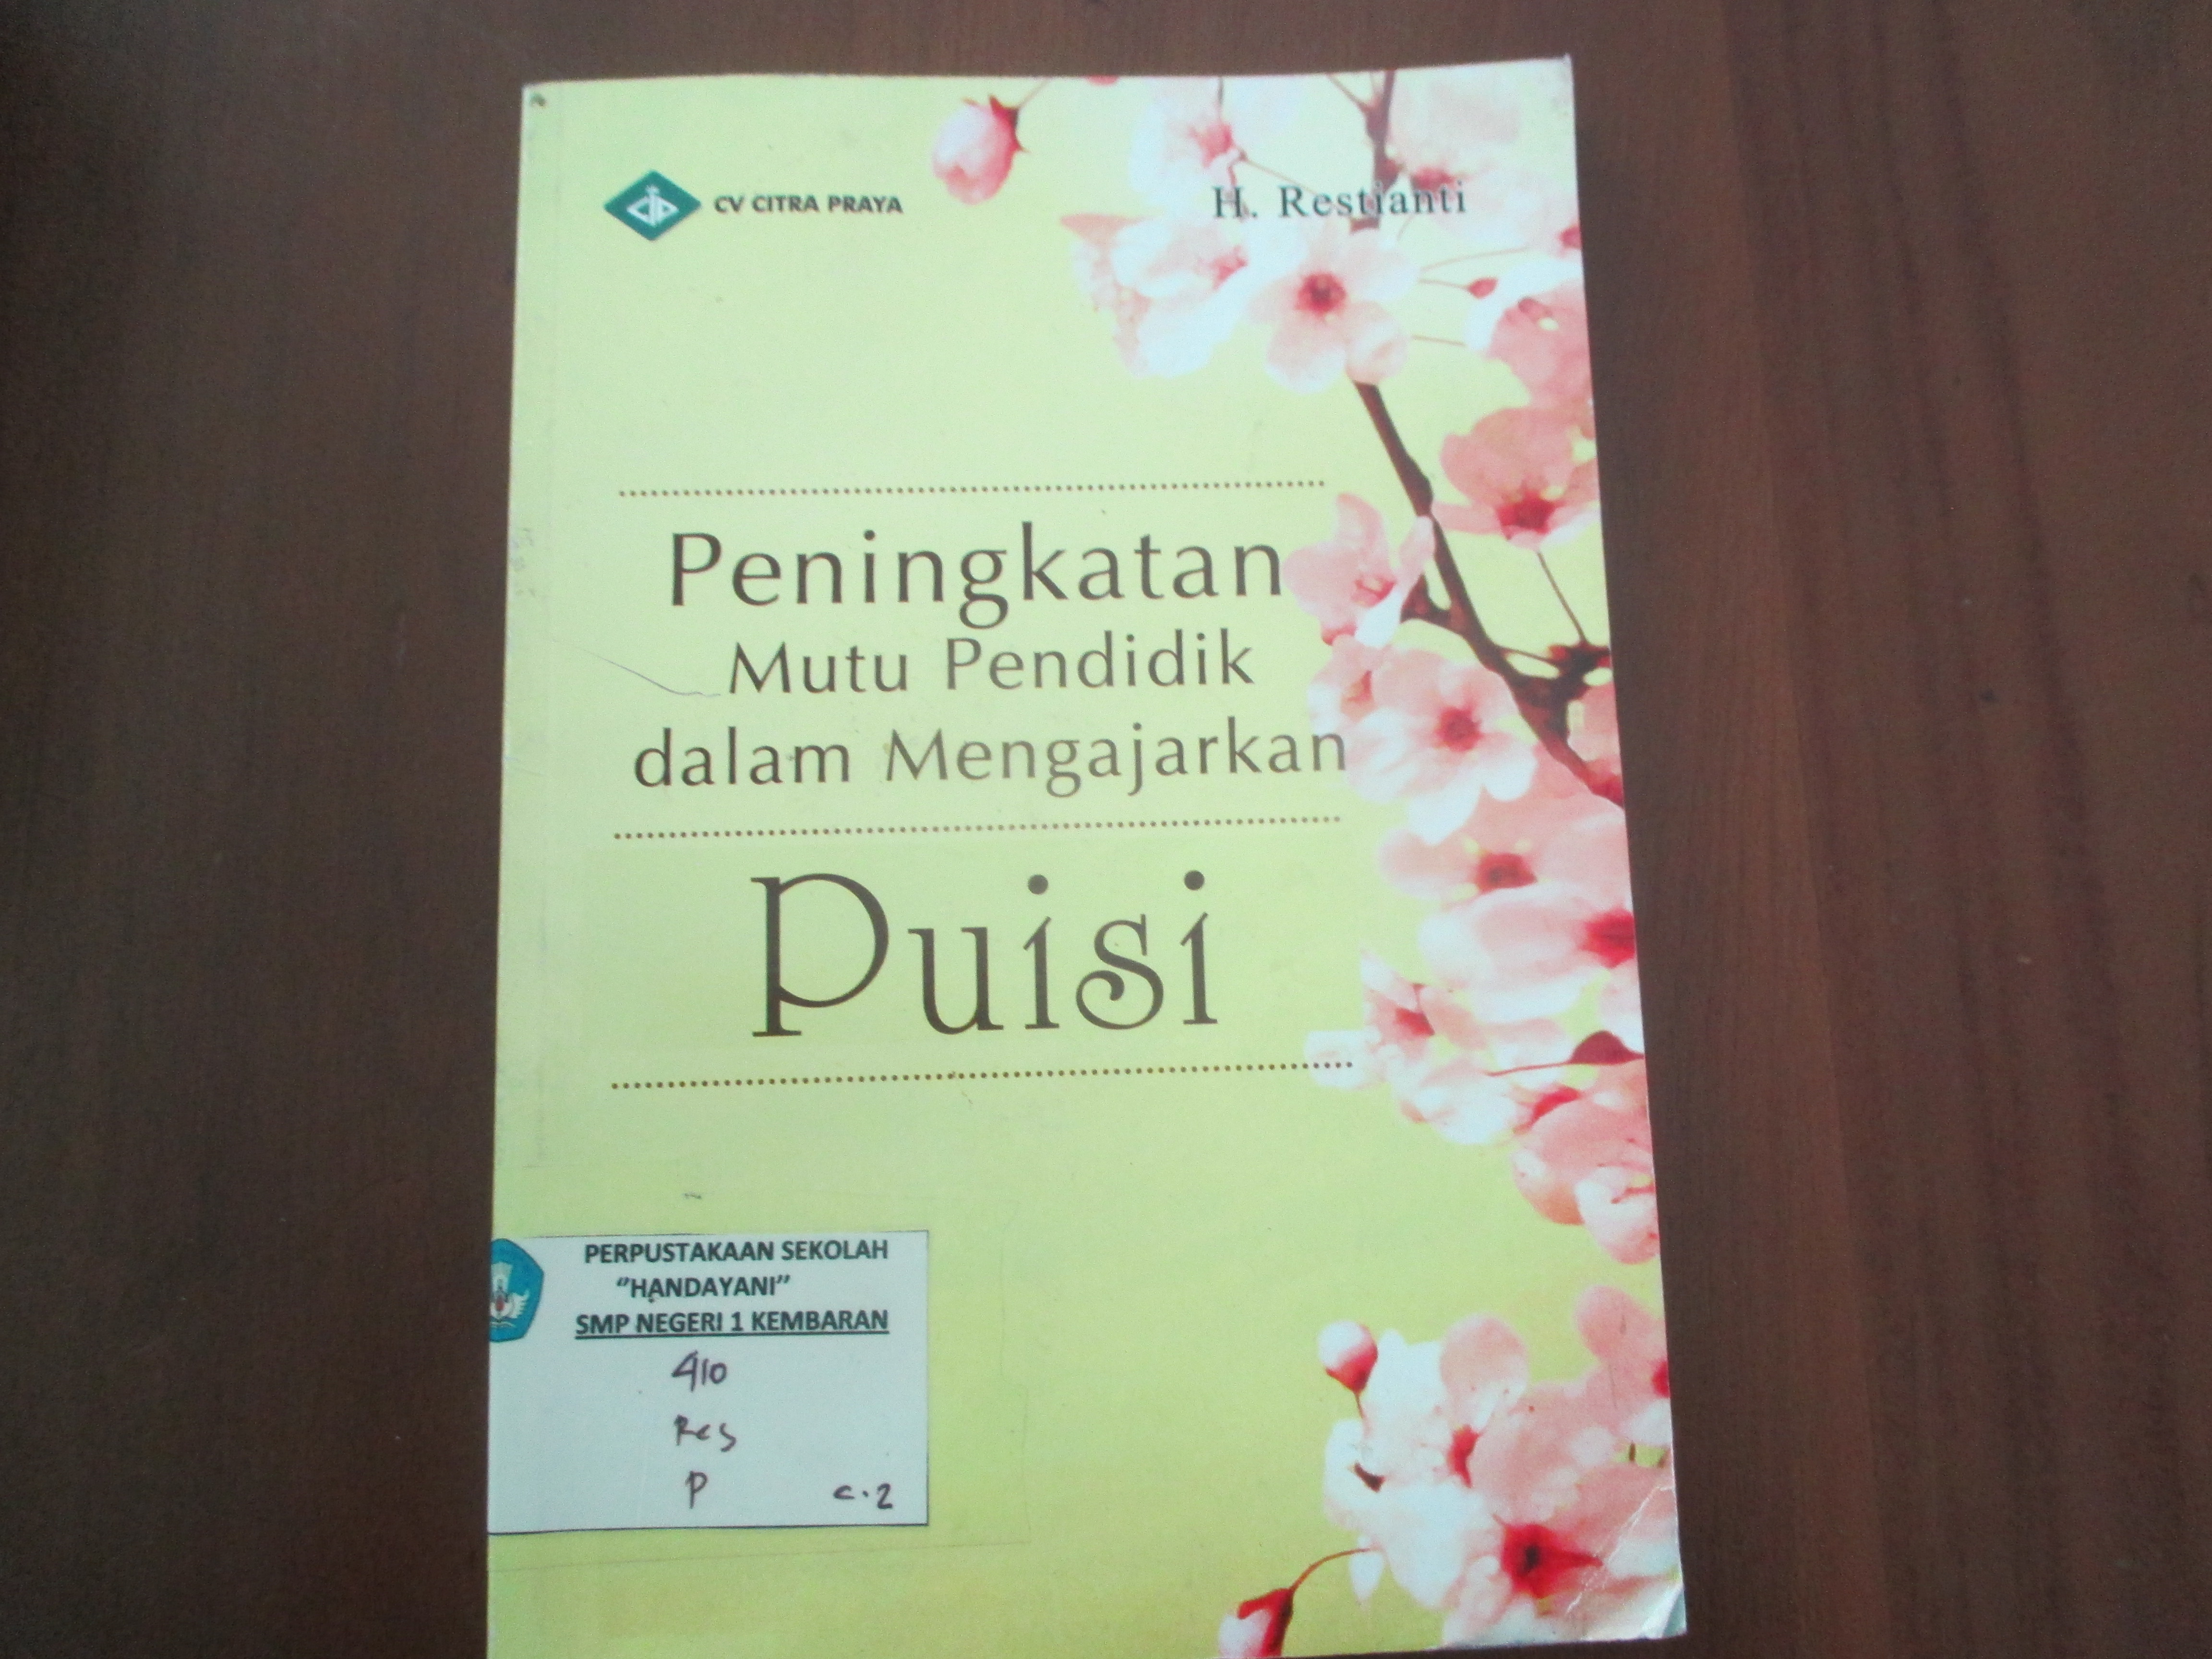 CV CITRA PRAYA
H. Restianti
Peningkatan
Mutu Pendidik
dalam Mengajarkan
Puisi
PERPUSTAKAAN SEKOLAH
"HANDAYANI"
SMP NEGERI 1 KEMBARAN
410
Res
P c.2